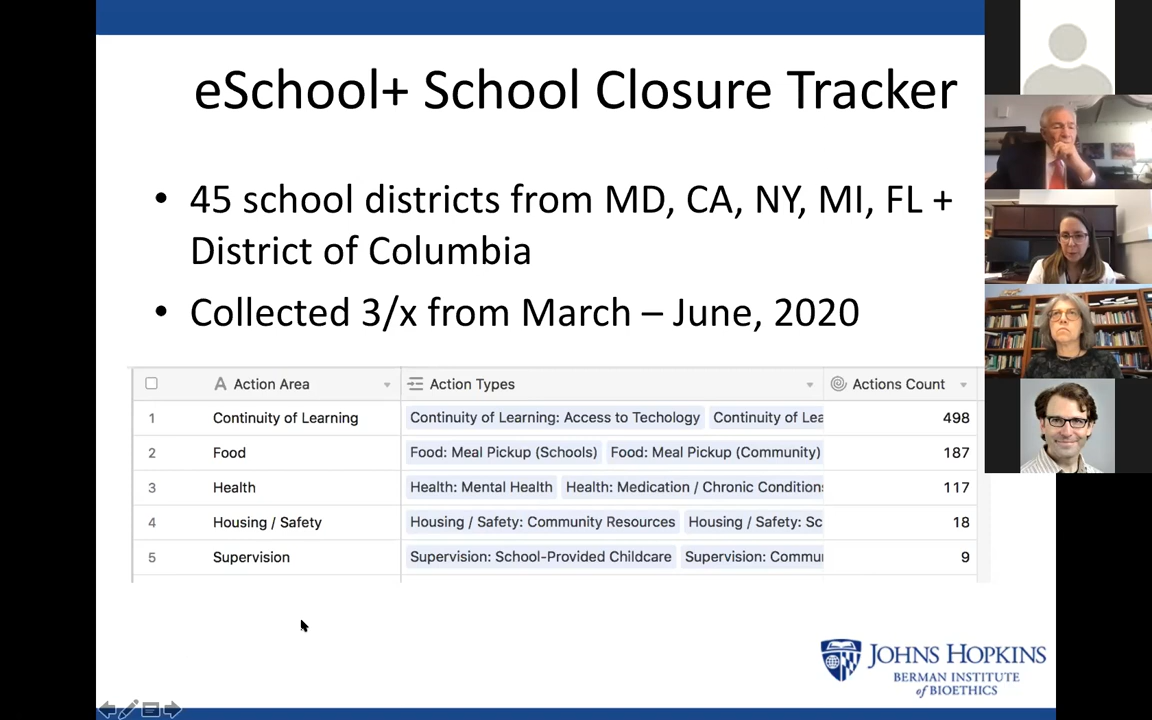 eSchool+ School Closure Tracker
• 45 school districts from MD, CA, NY, MI, FL +
District of Columbia
• Collected 3/x from March – June, 2020
Action Area Action Types Actions Count
1 Continuity of Learning Continuity of Learning: Access to Techology Continuity of Lea 498
2 Food Food: Meal Pickup (Schools) Food: Meal Pickup (Community) 187
3 Health Health: Mental Health Health: Medication / Chronic Conditions 117
4 Housing / Safety Housing / Safety: Community Resources Housing / Safety: Sc 18
5 Supervision Supervision: School-Provided Childcare Supervision: Commu 9
JOHNS HOPKINS
BERMAN INSTITUTE
of BIOETHICS